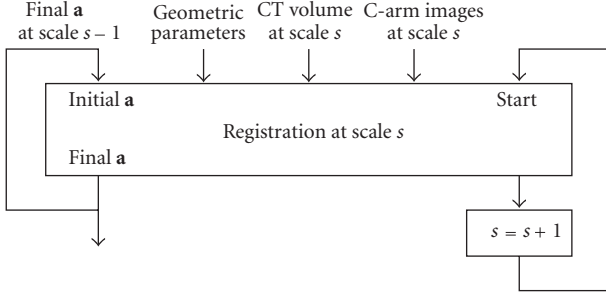 Final a
at scale s – 1
Geometric
parameters
CT volume
at scale s
C-arm images
at scale s
Initial a
Start
Registration at scale s
Final a
s = s + 1